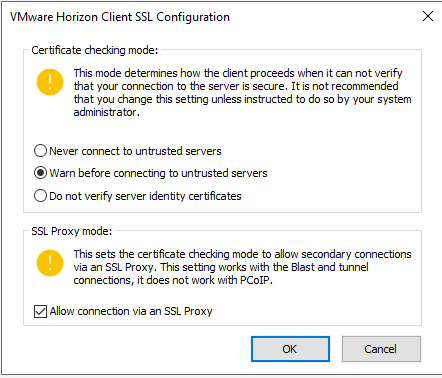 VMware Horizon Client SSL Configuration
Certificate checking mode:
This mode determines how the client proceeds when it can not verify
that your connection to the server is secure. It is not recommended
that you change this setting unless instructed to do so by your system
administrator.
Never connect to untrusted servers
Warn before connecting to untrusted servers
Do not verify server identity certificates
SSL Proxy mode:
This sets the certificate checking mode to allow secondary connections
via an SSL Proxy. This setting works with the Blast and tunnel
connections, it does not work with PCoIP.
Allow connection via an SSL Proxy
OK
Cancel